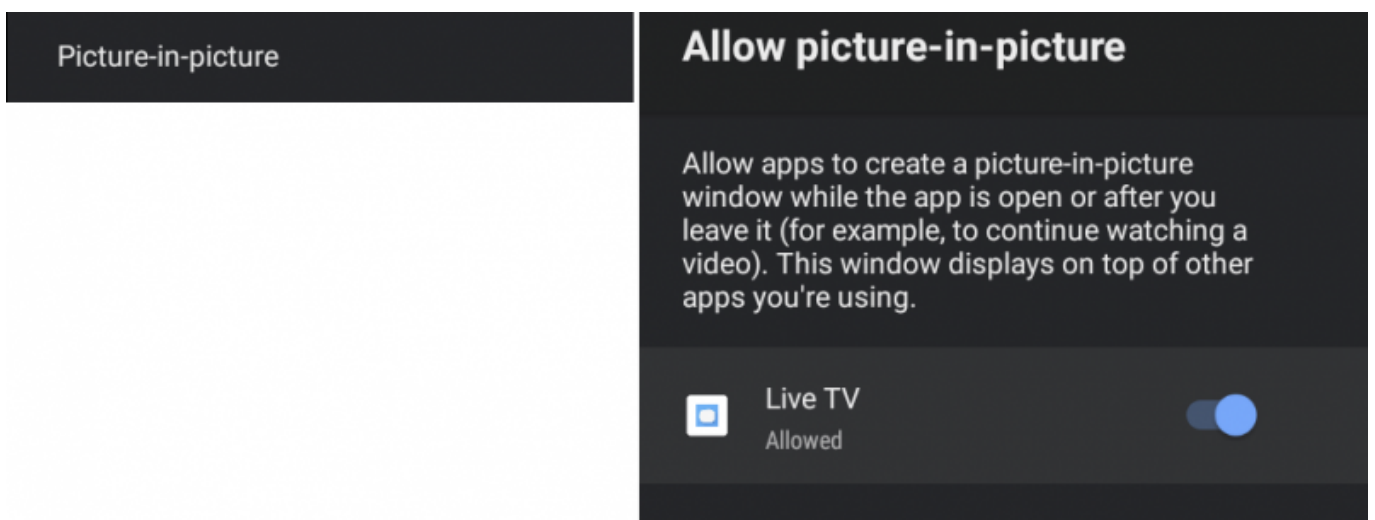 Picture-in-picture
Allow picture-in-picture
Allow apps to create a picture-in-picture
window while the app is open or after you
leave it (for example, to continue watching a
video). This window displays on top of other
apps you're using.
Live TV
Allowed